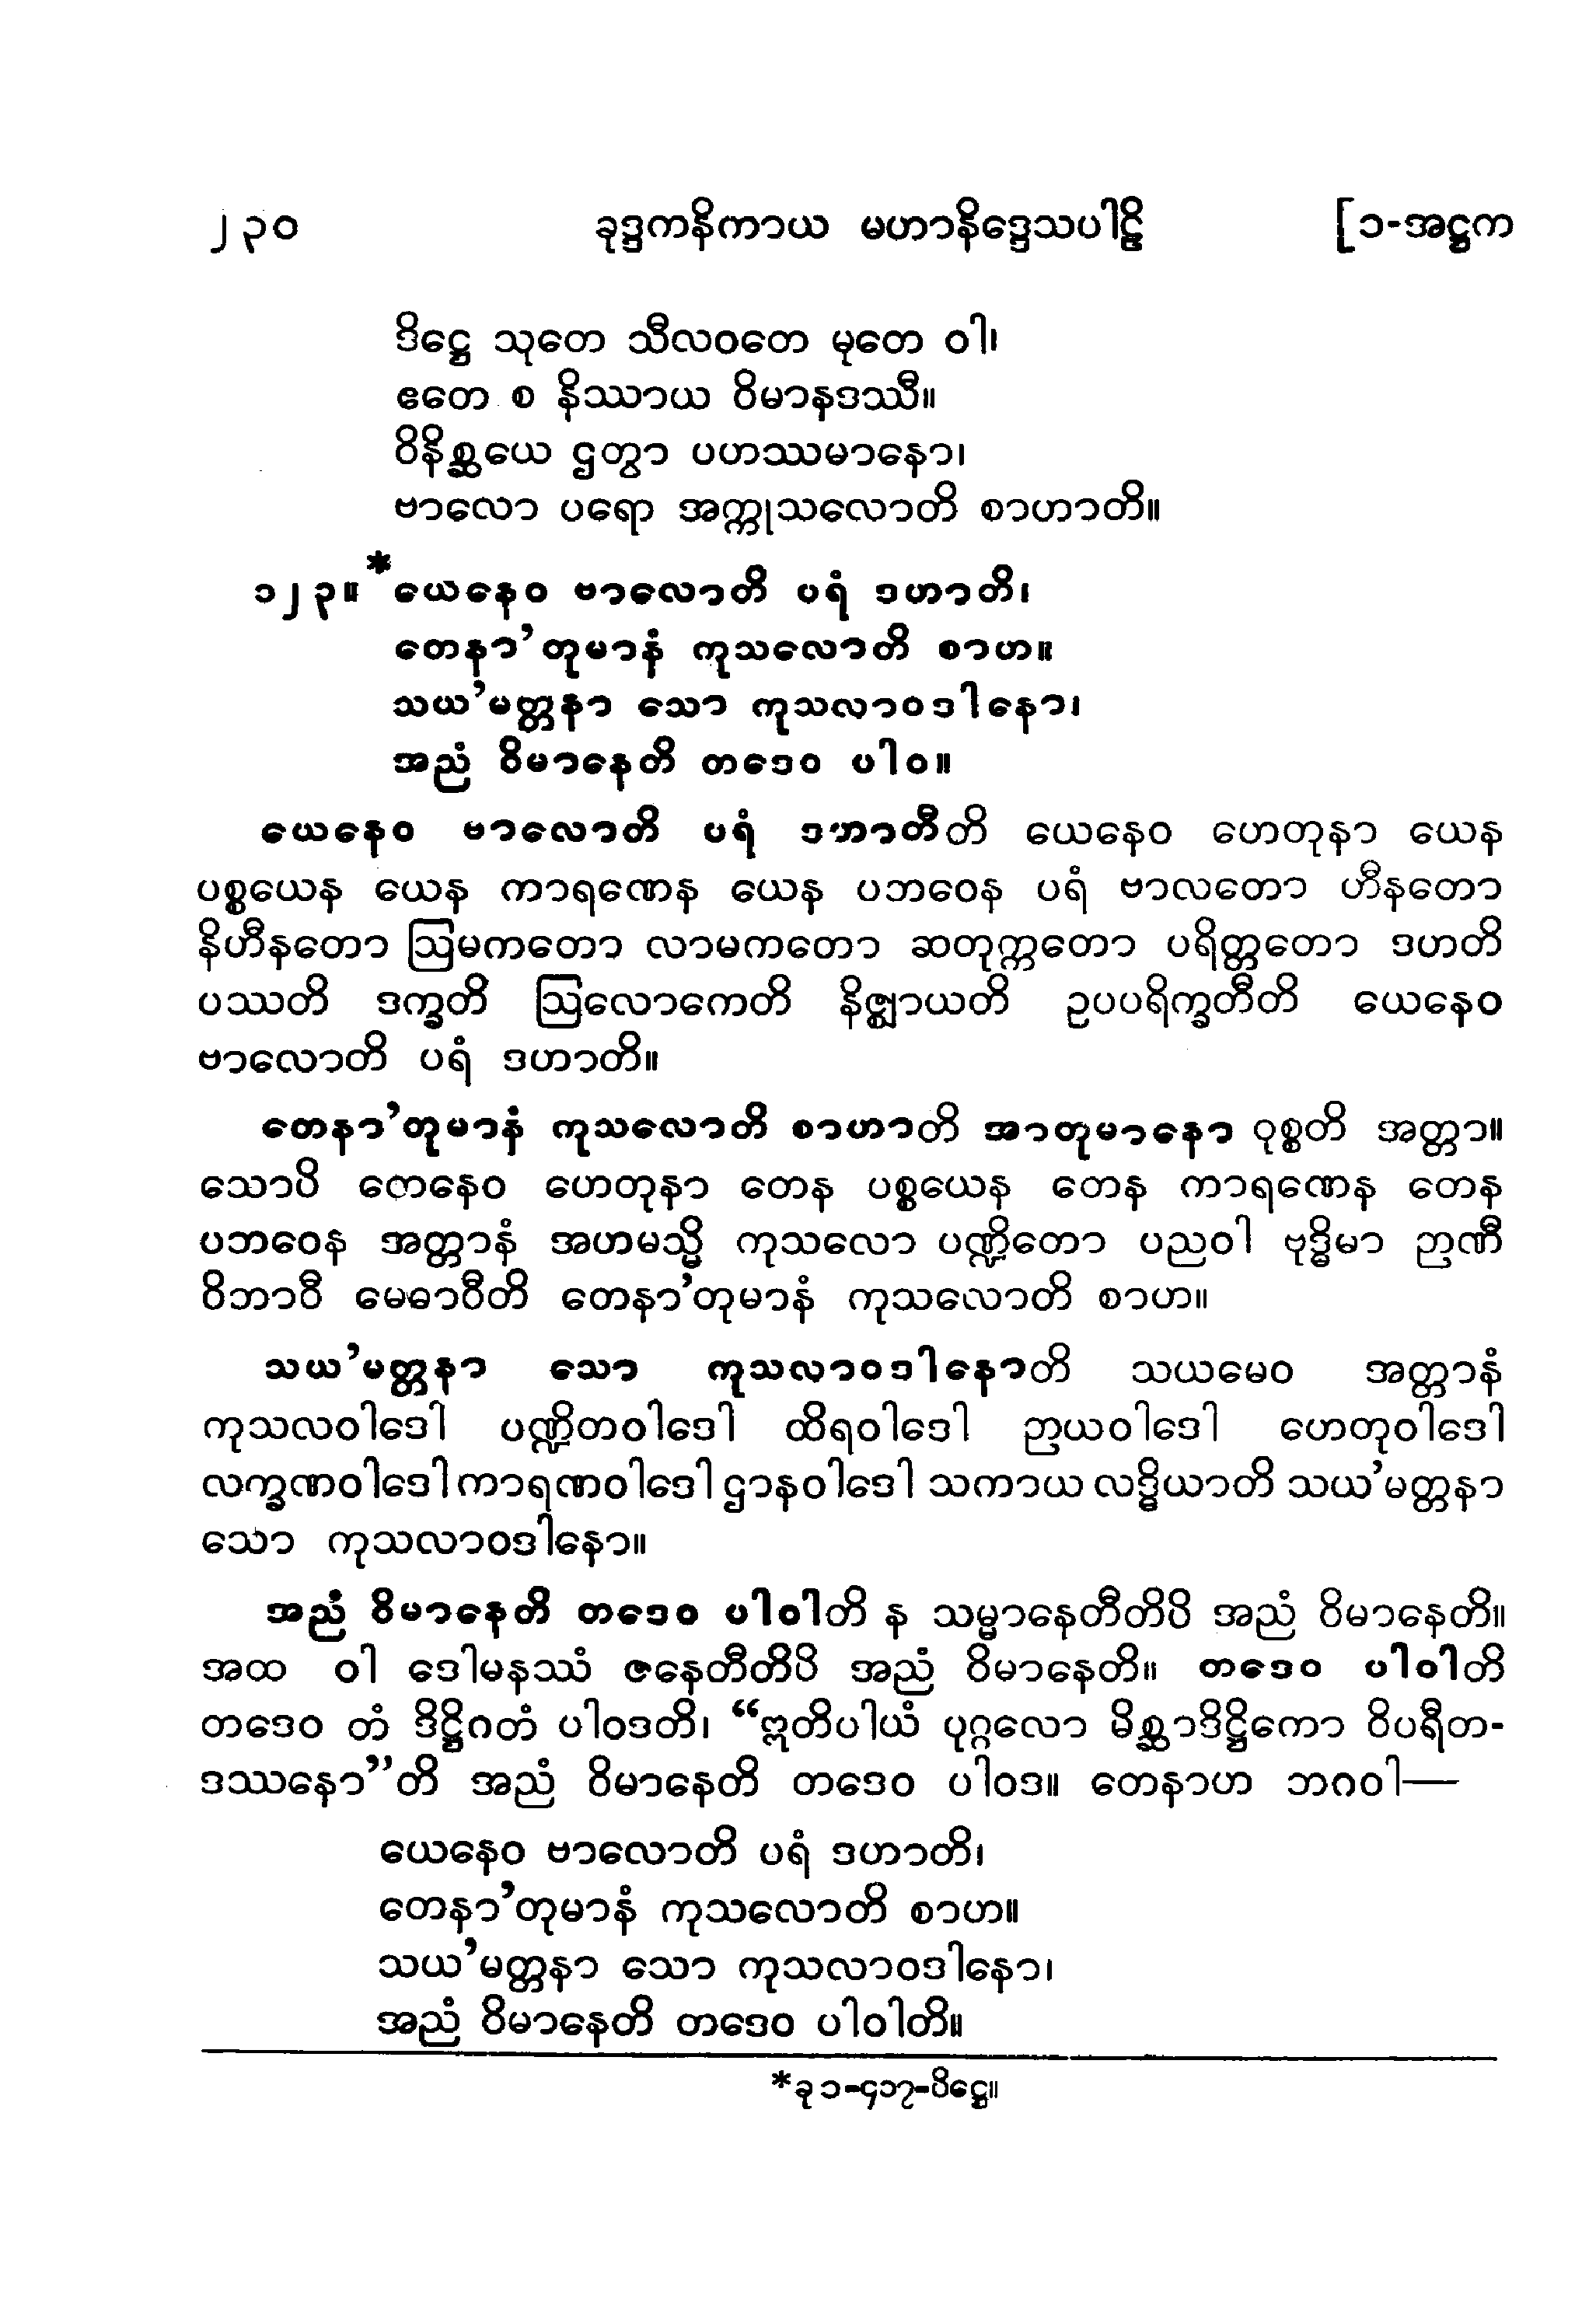 ၂၃၀ ခုဒ္ဒကနိကာယ မဟာနိဒ္ဒေသပါဠိ [၁-အဋ္ဌက
ဒိဋ္ဌေ သုတေ သီလဝတေ မုတေ ဝါ၊
ဧတေ စ နိဿာယ ဝိမာနဒဿီ။
ဝိနိစ္ဆယေ ဌတွာ ပဟဿမာနော၊
ဗာလော ပရော အက္ကုသလောတိ စာဟာတိ။
၁၂၃။ *ယေနေဝ ဗာလောတိ ပရံ ဒဟာတိ၊
တေနာ’တုမာနံ ကုသလောတိ စာဟ။
သယ’မတ္တနာ သော ကုသလာဝဒါနော၊
အညံ ဝိမာနေတိ တဒေဝ ပါဝ။
ယေနေဝ ဗာလောတိ ပရံ ဒဟာတီတိ ယေနေဝ ဟေတုနာ ယေန
ပစ္စယေန ယေန ကာရဏေန ယေန ပဘဝေန ပရံ ဗာလတော ဟီနတော
နိဟီနတော ဩမကတော လာမကတော ဆတုက္ကတော ပရိတ္တတော ဒဟတိ
ပဿတိ ဒက္ခတိ ဩလောကေတိ နိဇ္ဈာယတိ ဥပပရိက္ခတီတိ ယေနေဝ
ဗာလောတိ ပရံ ဒဟာတိ။
တေနာ’တုမာနံ ကုသလောတိ စာဟာတိ အာတုမာနော ဝုစ္စတိ အတ္တာ။
သောပိ တေနေဝ ဟေတုနာ တေန ပစ္စယေန တေန ကာရဏေန တေန
ပဘဝေန အတ္တာနံ အဟမသ္မိ ကုသလော ပဏ္ဍိတော ပညဝါ ဗုဒ္ဓိမာ ဉာဏီ
ဝိဘာဝီ မေဓာဝီတိ တေနာ’တုမာနံ ကုသလောတိ စာဟ။
သယ’မတ္တနာ သော ကုသလာဝဒါနောတိ သယမေဝ အတ္တာနံ
ကုသလဝါဒေါ ပဏ္ဍိတဝါဒေါ ထိရဝါဒေါ ဉာယဝါဒေါ ဟေတုဝါဒေါ
လက္ခဏဝါဒေါ ကာရဏဝါဒေါ ဌာနဝါဒေါ သကာယ လဒ္ဓိယာတိ သယ’မတ္တနာ
သော ကုသလာဝဒါနော။
အညံ ဝိမာနေတိ တဒေဝ ပါဝါတိ န သမ္မာနေတီတိပိ အညံ ဝိမာနေတိ။
အထ ဝါ ဒေါမနဿံ ဇနေတီတိပိ အညံ ဝိမာနေတိ။ တဒေဝ ပါဝါတိ
တဒေဝ တံ ဒိဋ္ဌိဂတံ ပါဝဒတိ၊ “ဣတိပါယံ ပုဂ္ဂလော မိစ္ဆာဒိဋ္ဌိကော ဝိပရီတ-
ဒဿနော”တိ အညံ ဝိမာနေတိ တဒေဝ ပါဝဒ။ တေနာဟ ဘဂဝါ—
ယေနေဝ ဗာလောတိ ပရံ ဒဟာတိ၊
တေနာ’တုမာနံ ကုသလောတိ စာဟ။
သယ’မတ္တနာ သော ကုသလာဝဒါနော၊
အညံ ဝိမာနေတိ တဒေဝ ပါဝါတိ။
*ခု ၁-၄၁၇-ပိဋ္ဌေ။